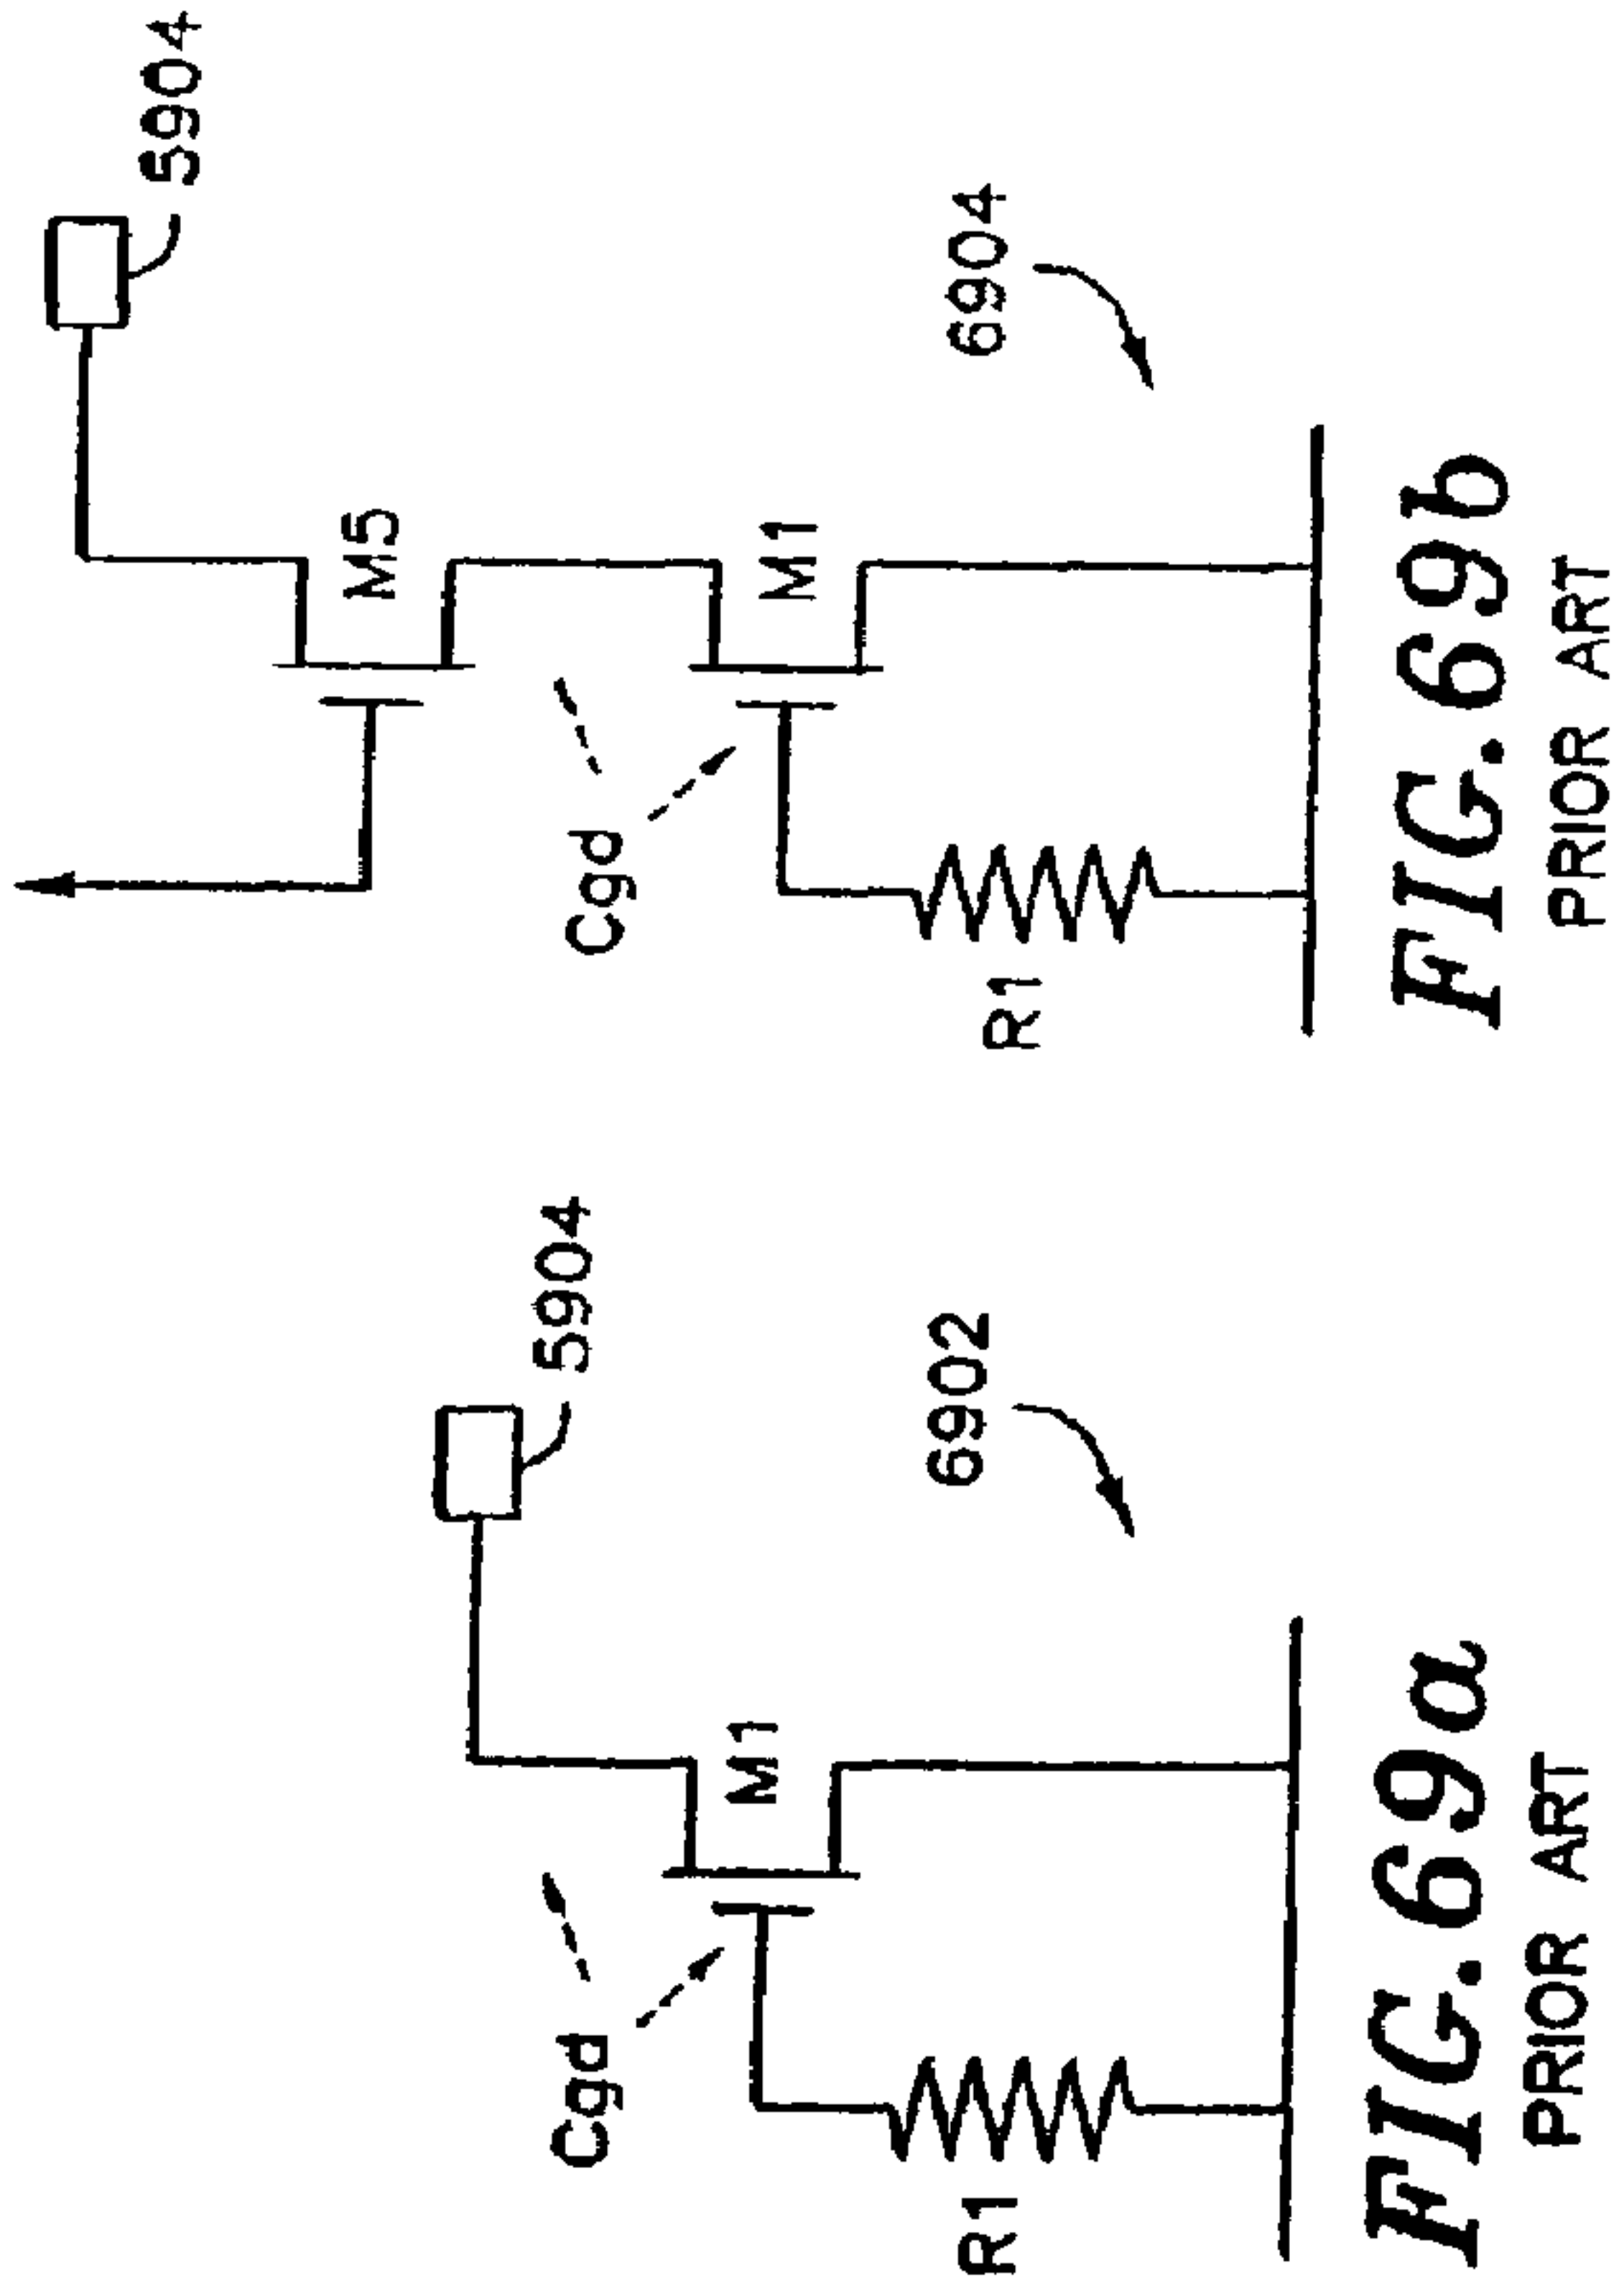 5904
Cgd
M1
6902
R1
FIG. 69a
PRIOR ART
5904
M5
Cgd
M1
6904
R1
FIG. 69b
PRIOR ART